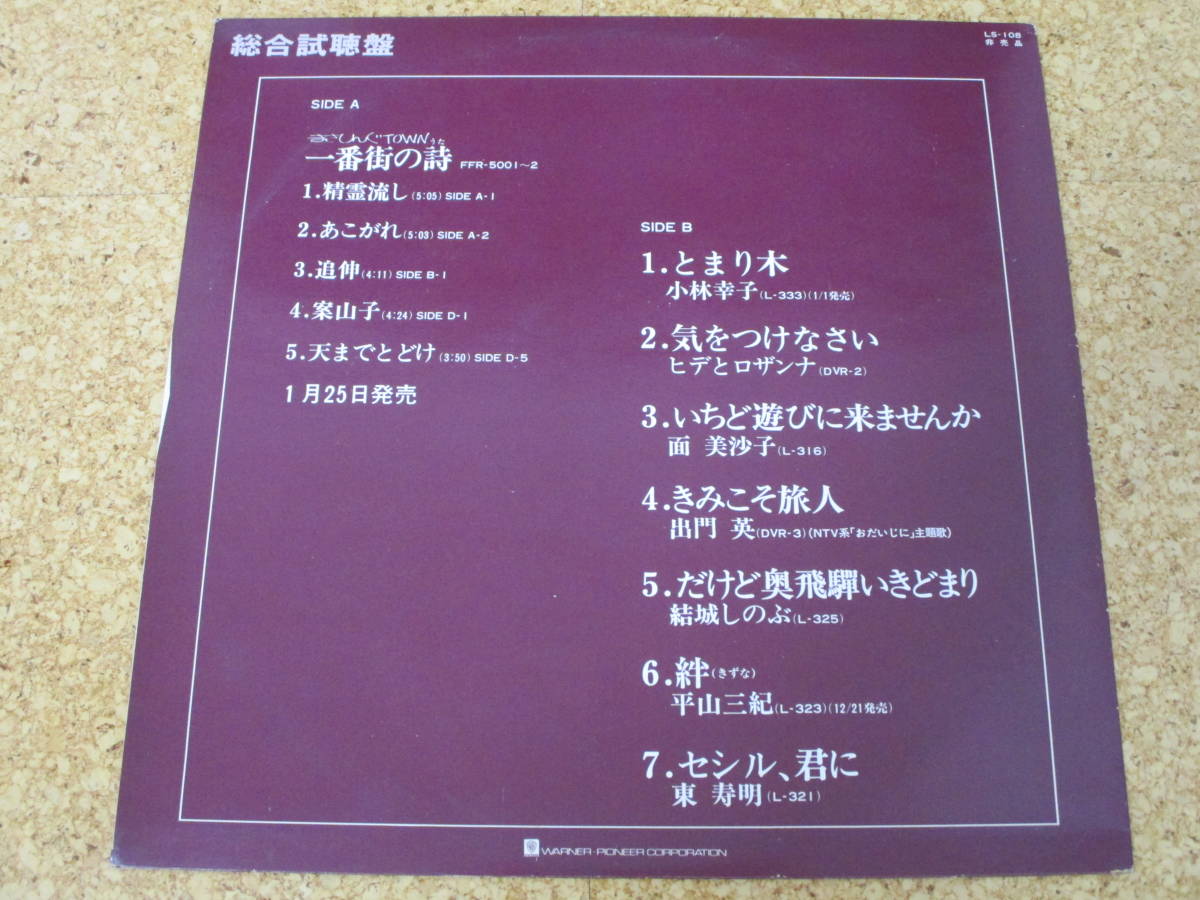 総合試聴盤
LS-108
非売品
SIDE A
まさしんぐTOWN
うた
一番街の詩 FFR-5001～2
1.精霊流し(5:05) SIDE A-1
2.あこがれ(5:03) SIDE A-2
3.追伸(4:11) SIDE B-1
4.案山子(4:24) SIDE D-1
5.天までとどけ(3:50) SIDE D-5
1月25日発売
SIDE B
1.とまり木
小林幸子(L-333)(1/1発売)
2.気をつけなさい
ヒデとロザンナ(DVR-2)
3.いちど遊びに来ませんか
面 美沙子(L-316)
4.きみこそ旅人
出門 英(DVR-3)(NTV系「おだいじに」主題歌)
5.だけど奥飛驒いきどまり
結城しのぶ(L-325)
6.絆(きずな)
平山三紀(L-323)(12/21発売)
7.セシル、君に
東 寿明(L-321)
WARNER-PIONEER CORPORATION